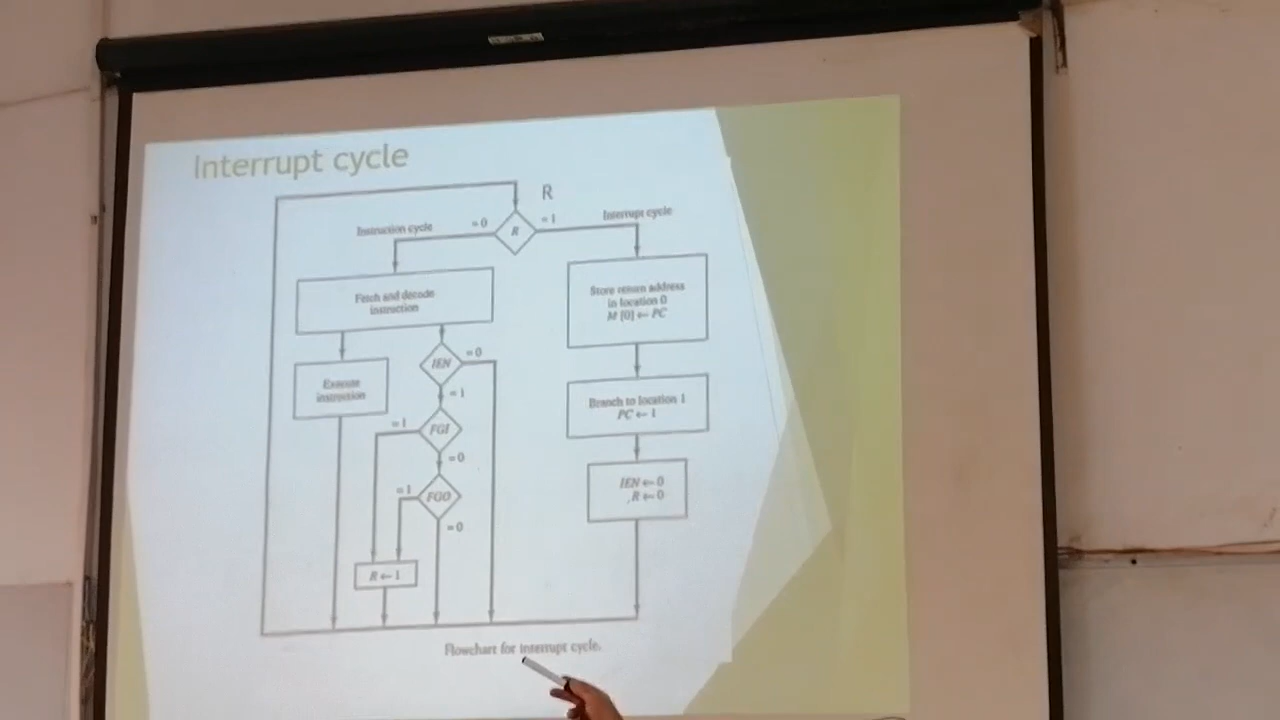 Interrupt cycle
R
Instruction cycle
= 0
R
= 1
Interrupt cycle
Fetch and decode
instruction
Store return address
in location 0
M [0] ← PC
Execute
instruction
IEN
= 0
= 1
Branch to location 1
PC ← 1
= 1
FGI
= 0
IEN ← 0
R ← 0
= 1
FGO
= 0
R ← 1
Flowchart for interrupt cycle.